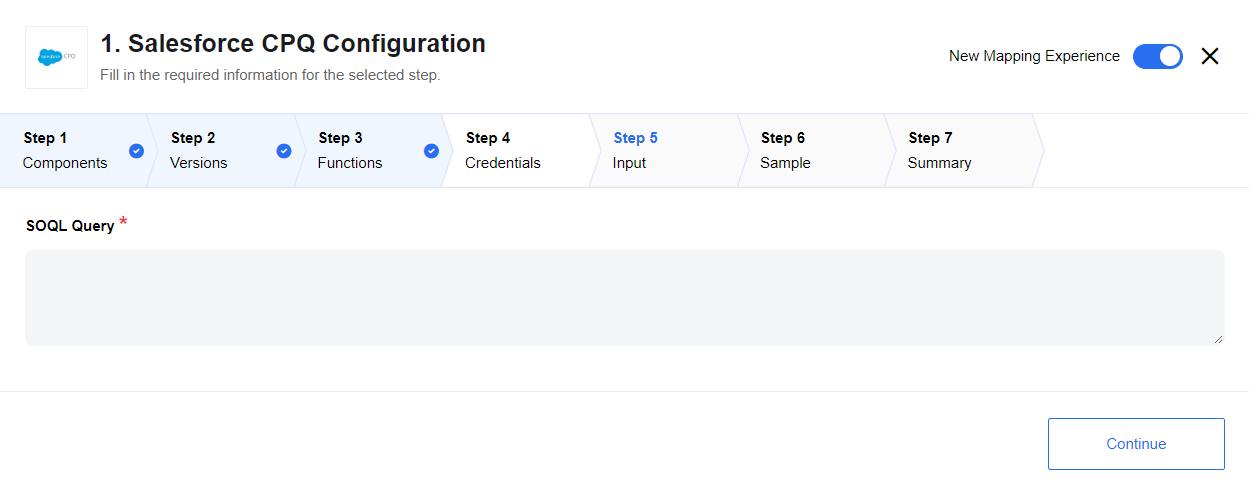 salesforce CPQ
1. Salesforce CPQ Configuration
Fill in the required information for the selected step.
New Mapping Experience
Step 1
Components
Step 2
Versions
Step 3
Functions
Step 4
Credentials
Step 5
Input
Step 6
Sample
Step 7
Summary
SOQL Query *
Continue